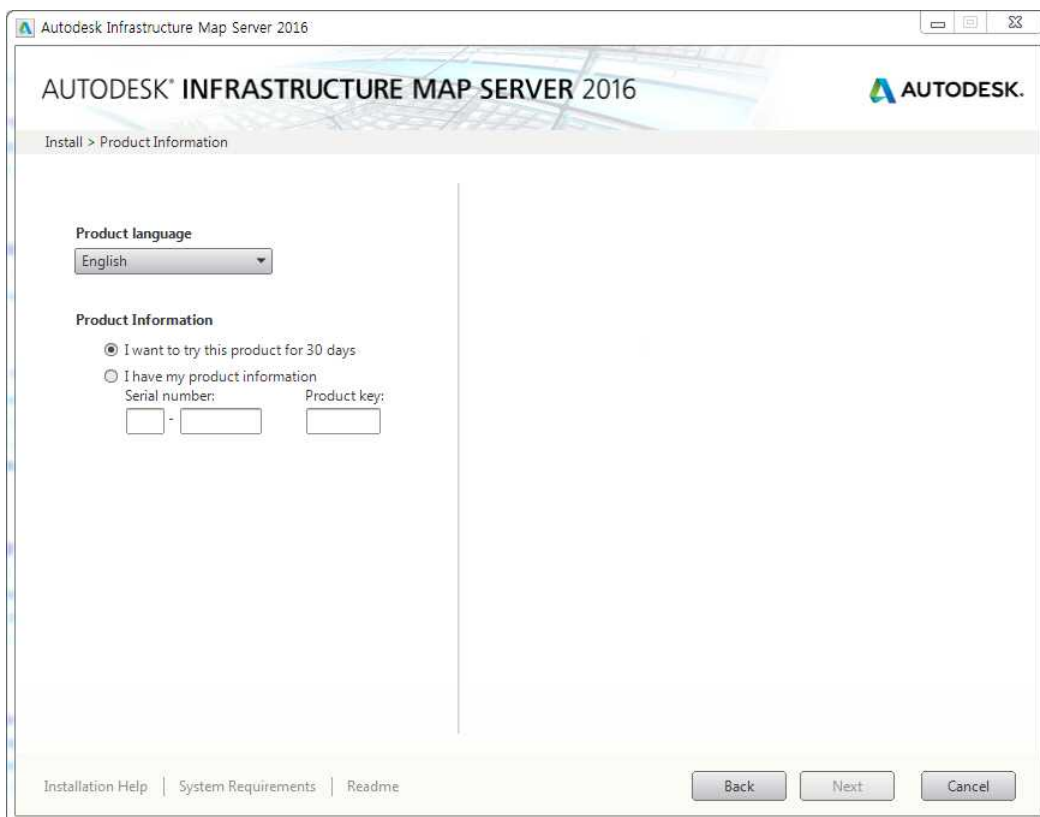 Autodesk Infrastructure Map Server 2016
AUTODESK® INFRASTRUCTURE MAP SERVER 2016
AUTODESK.
Install > Product Information
Product language
English
Product Information
I want to try this product for 30 days
I have my product information
Serial number: Product key:
-
Installation Help | System Requirements | Readme
Back Next Cancel